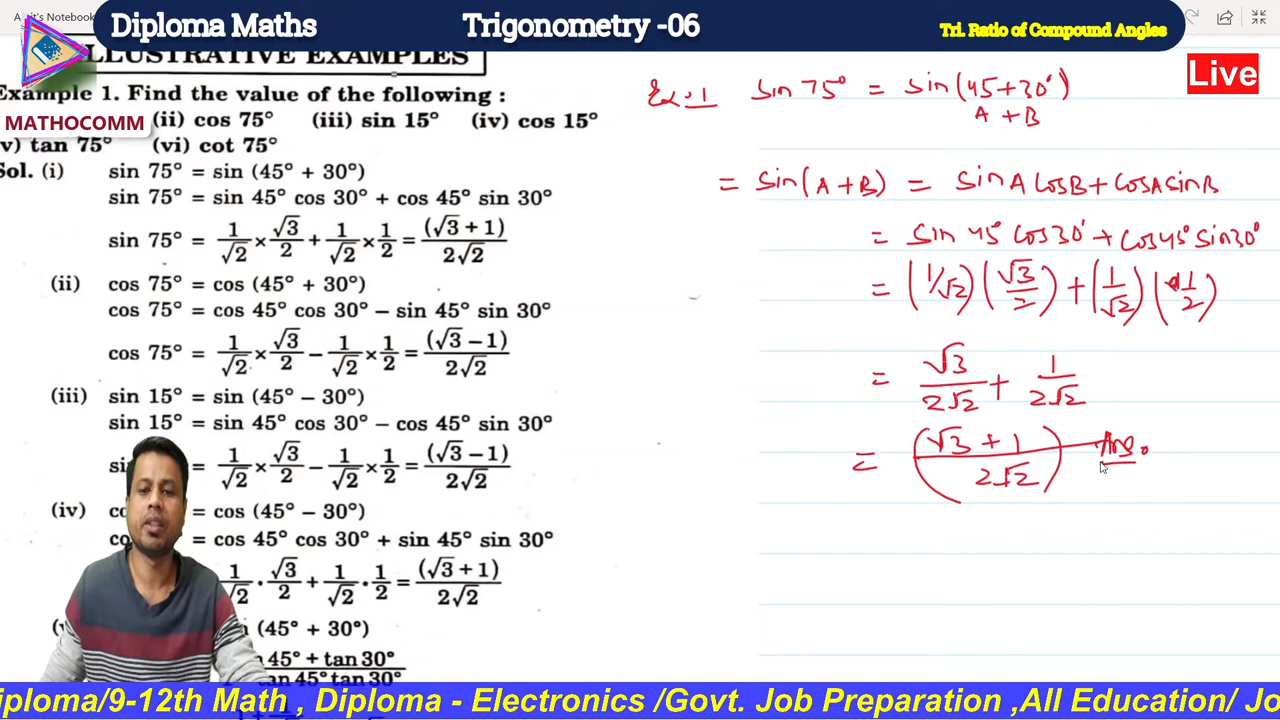 Diploma Maths Trigonometry -06 Tri. Ratio of Compound Angles
ILLUSTRATIVE EXAMPLES
Live
MATHOCOMM
Example 1. Find the value of the following :
(ii) cos 75° (iii) sin 15° (iv) cos 15°
v) tan 75° (vi) cot 75°
Sol. (i) sin 75° = sin (45° + 30°)
sin 75° = sin 45° cos 30° + cos 45° sin 30°
sin 75° = 1/√2 × √3/2 + 1/√2 × 1/2 = (√3 + 1)/2√2
(ii) cos 75° = cos (45° + 30°)
cos 75° = cos 45° cos 30° – sin 45° sin 30°
cos 75° = 1/√2 × √3/2 – 1/√2 × 1/2 = (√3 – 1)/2√2
(iii) sin 15° = sin (45° – 30°)
sin 15° = sin 45° cos 30° – cos 45° sin 30°
= 1/√2 × √3/2 – 1/√2 × 1/2 = (√3 – 1)/2√2
(iv) = cos (45° – 30°)
= cos 45° cos 30° + sin 45° sin 30°
1/√2 · √3/2 + 1/√2 · 1/2 = (√3 + 1)/2√2
(45° + 30°)
45° + tan 30°
tan 45° tan 30°
Ex.1 sin 75° = sin(45+30°)
A + B
= sin(A+B) = sinA cosB + cosA sinB
= sin 45° cos30° + cos45° sin30°
= (1/√2) (√3/2) + (1/√2) (1/2)
= √3/2√2 + 1/2√2
= (√3 + 1/2√2) Ans.
iploma/9-12th Math , Diploma - Electronics /Govt. Job Preparation ,All Education/ Jo